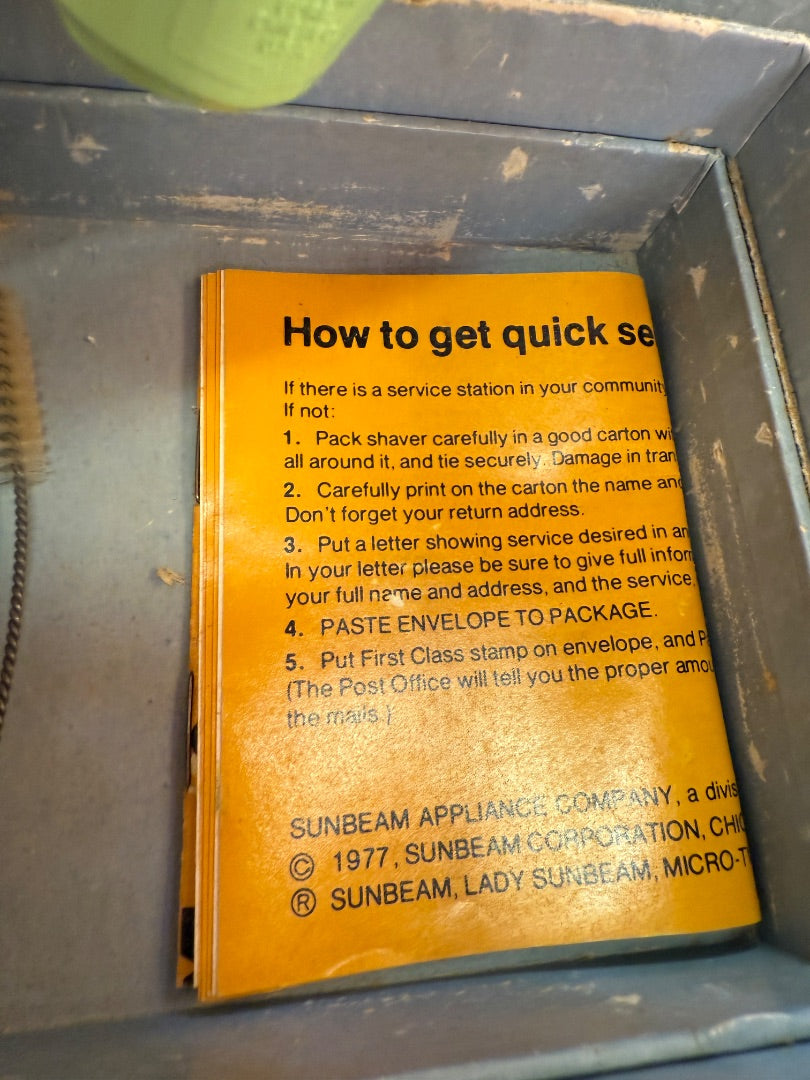 How to get quick se
If there is a service station in your community
If not:
1. Pack shaver carefully in a good carton wi
all around it, and tie securely. Damage in tran
2. Carefully print on the carton the name and
Don't forget your return address.
3. Put a letter showing service desired in an
In your letter please be sure to give full infor
your full name and address, and the service
4. PASTE ENVELOPE TO PACKAGE.
5. Put First Class stamp on envelope, and P
(The Post Office will tell you the proper amou
the mails.)
SUNBEAM APPLIANCE COMPANY, a divis
© 1977, SUNBEAM CORPORATION, CHIC
® SUNBEAM, LADY SUNBEAM, MICRO-T